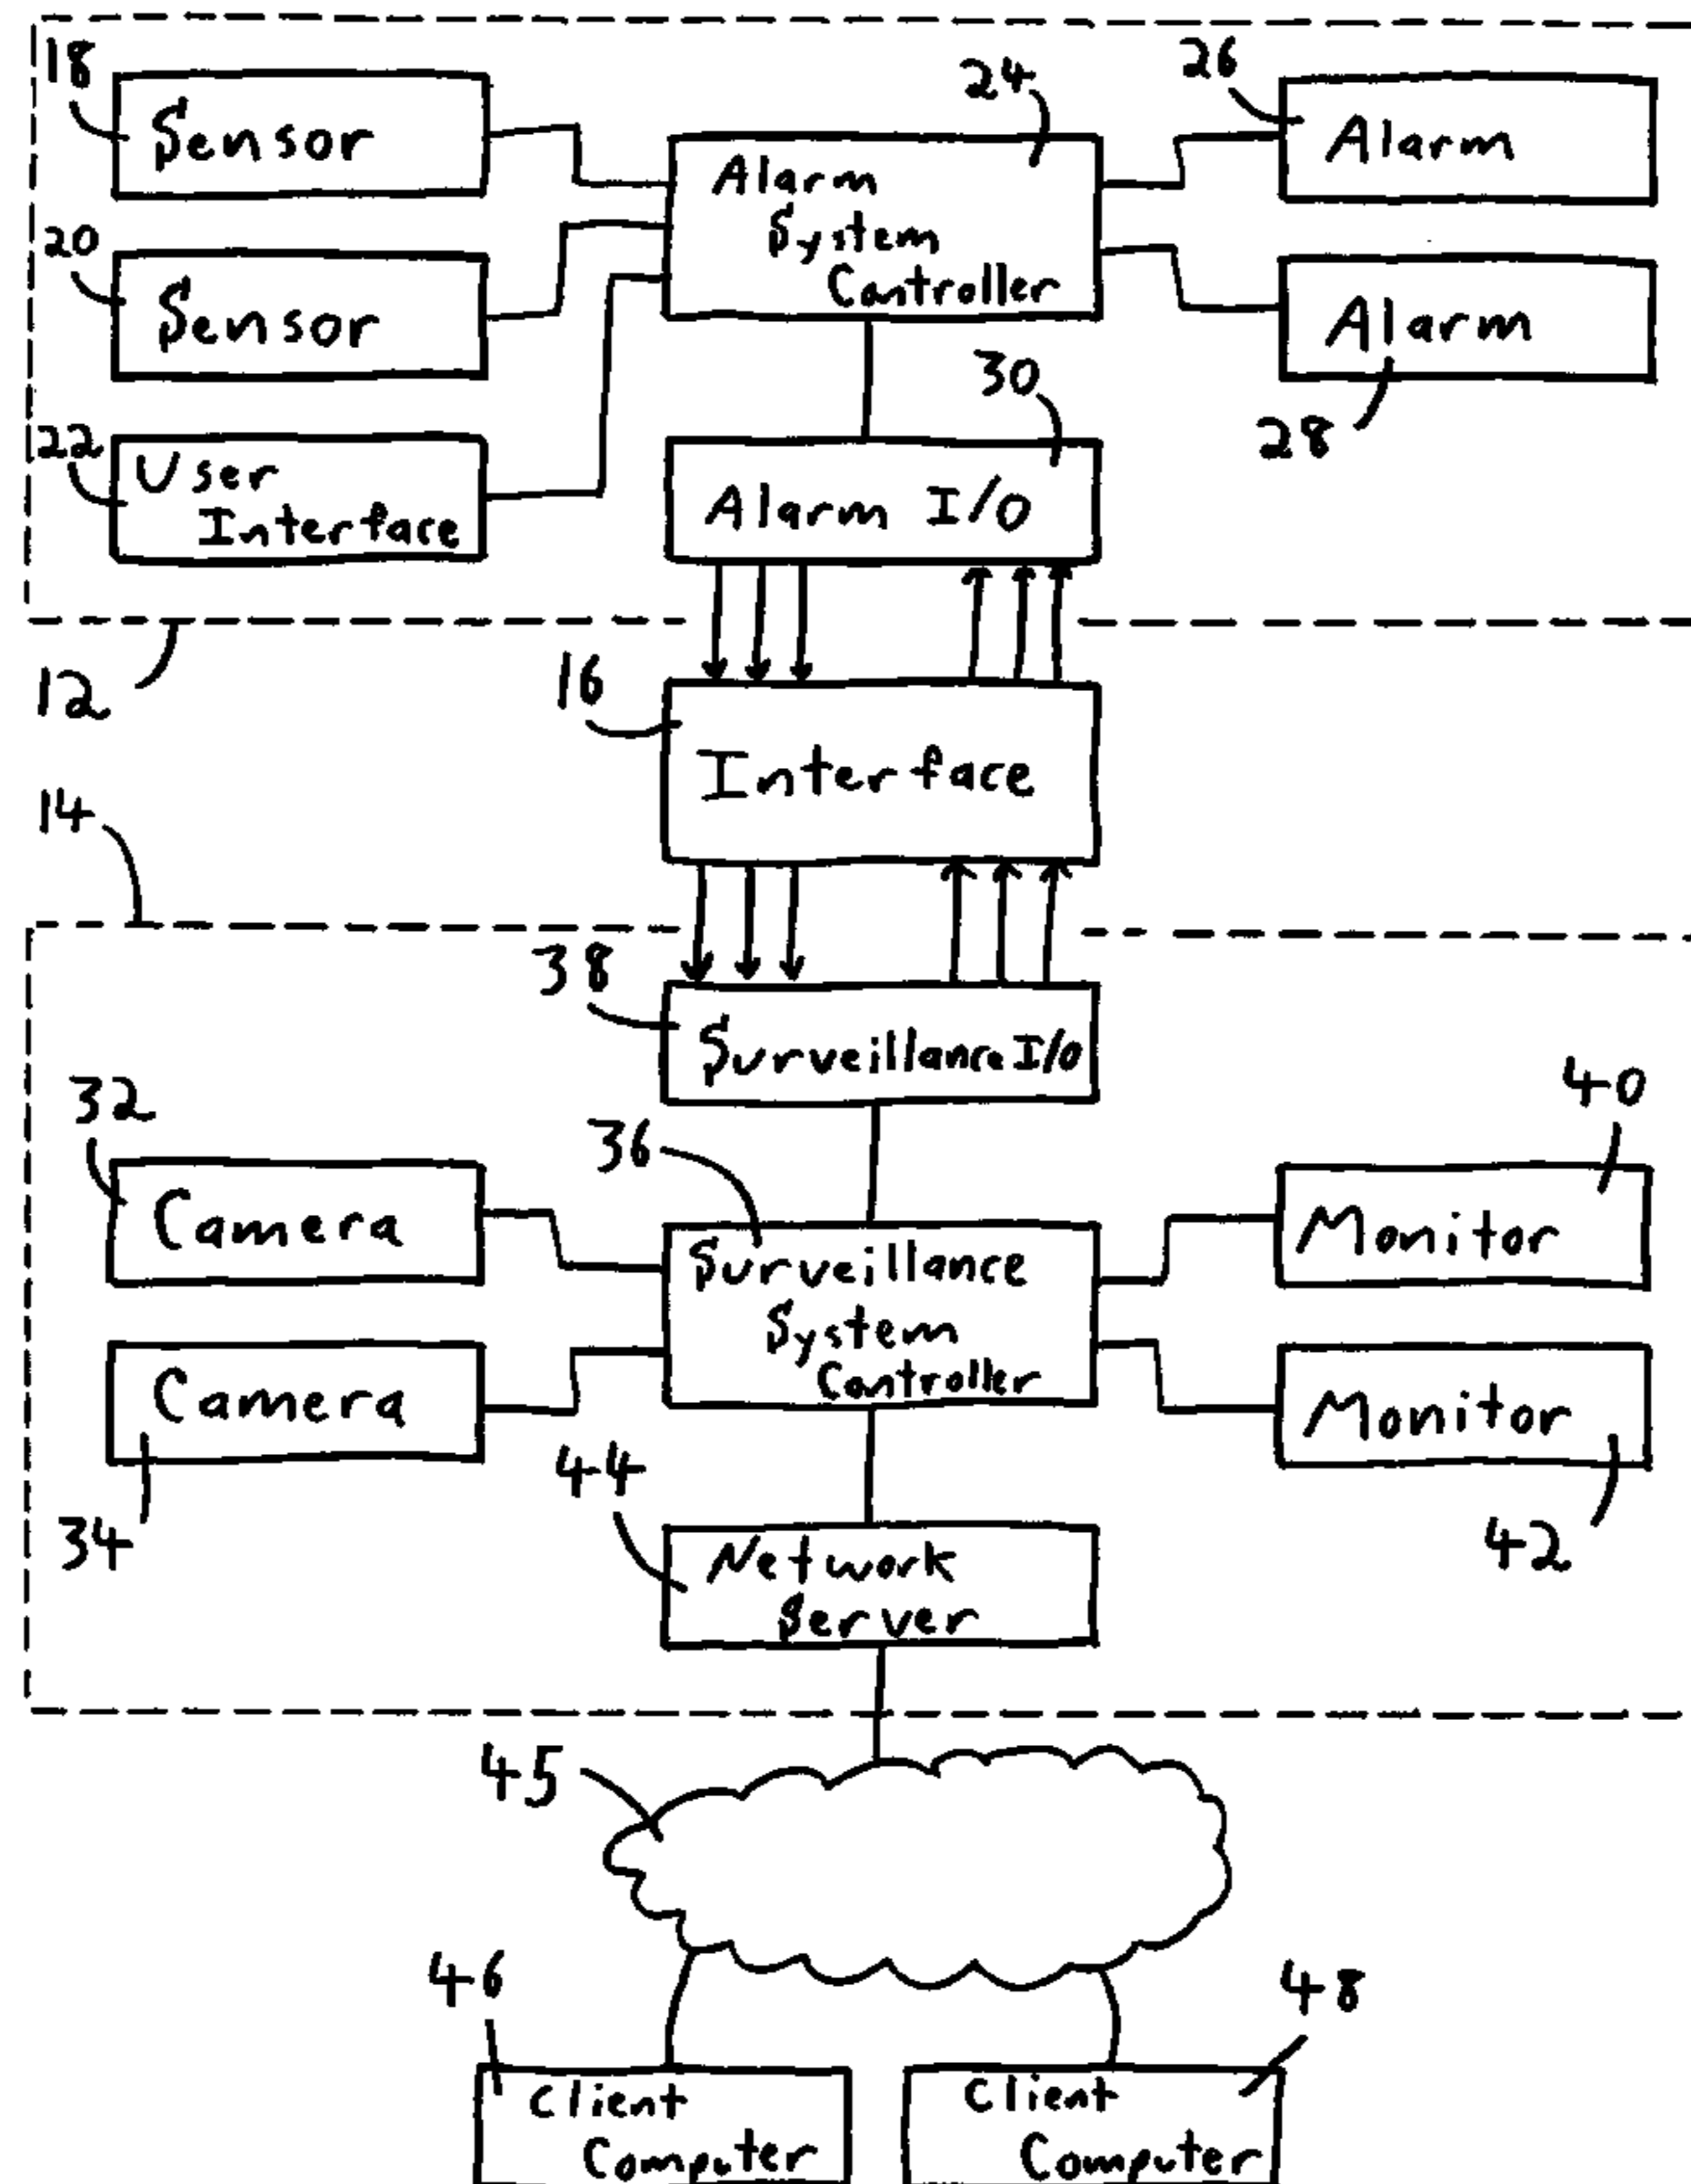 18
Sensor
24
26
Alarm
Alarm
System
Controller
20
Sensor
Alarm
28
22
User
Interface
30
Alarm I/O
12
16
Interface
14
38
Surveillance I/O
32
Camera
36
Surveillance
System
Controller
40
Monitor
Camera
34
Monitor
42
44
Network
Server
45
46
Client
Computer
48
Client
Computer